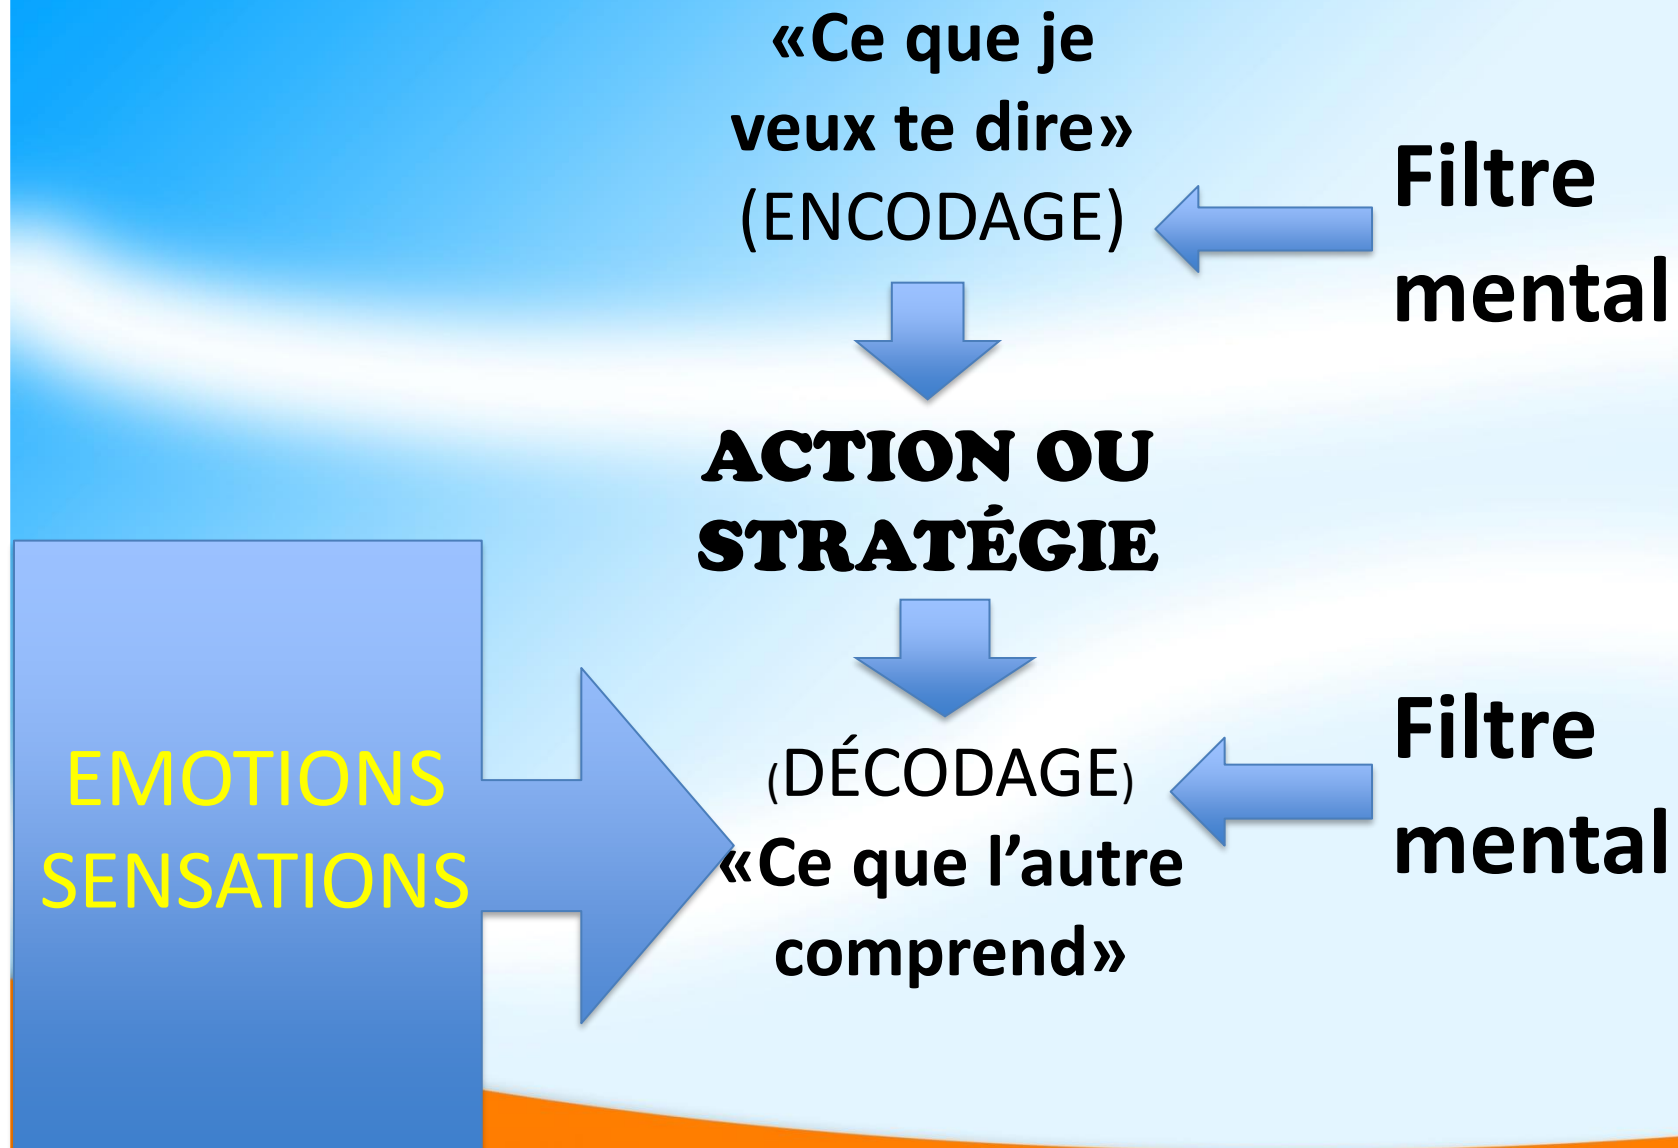 «Ce que je
veux te dire»
(ENCODAGE)
Filtre
mental
ACTION OU
STRATÉGIE
EMOTIONS
SENSATIONS
(DÉCODAGE)
«Ce que l’autre
comprend»
Filtre
mental